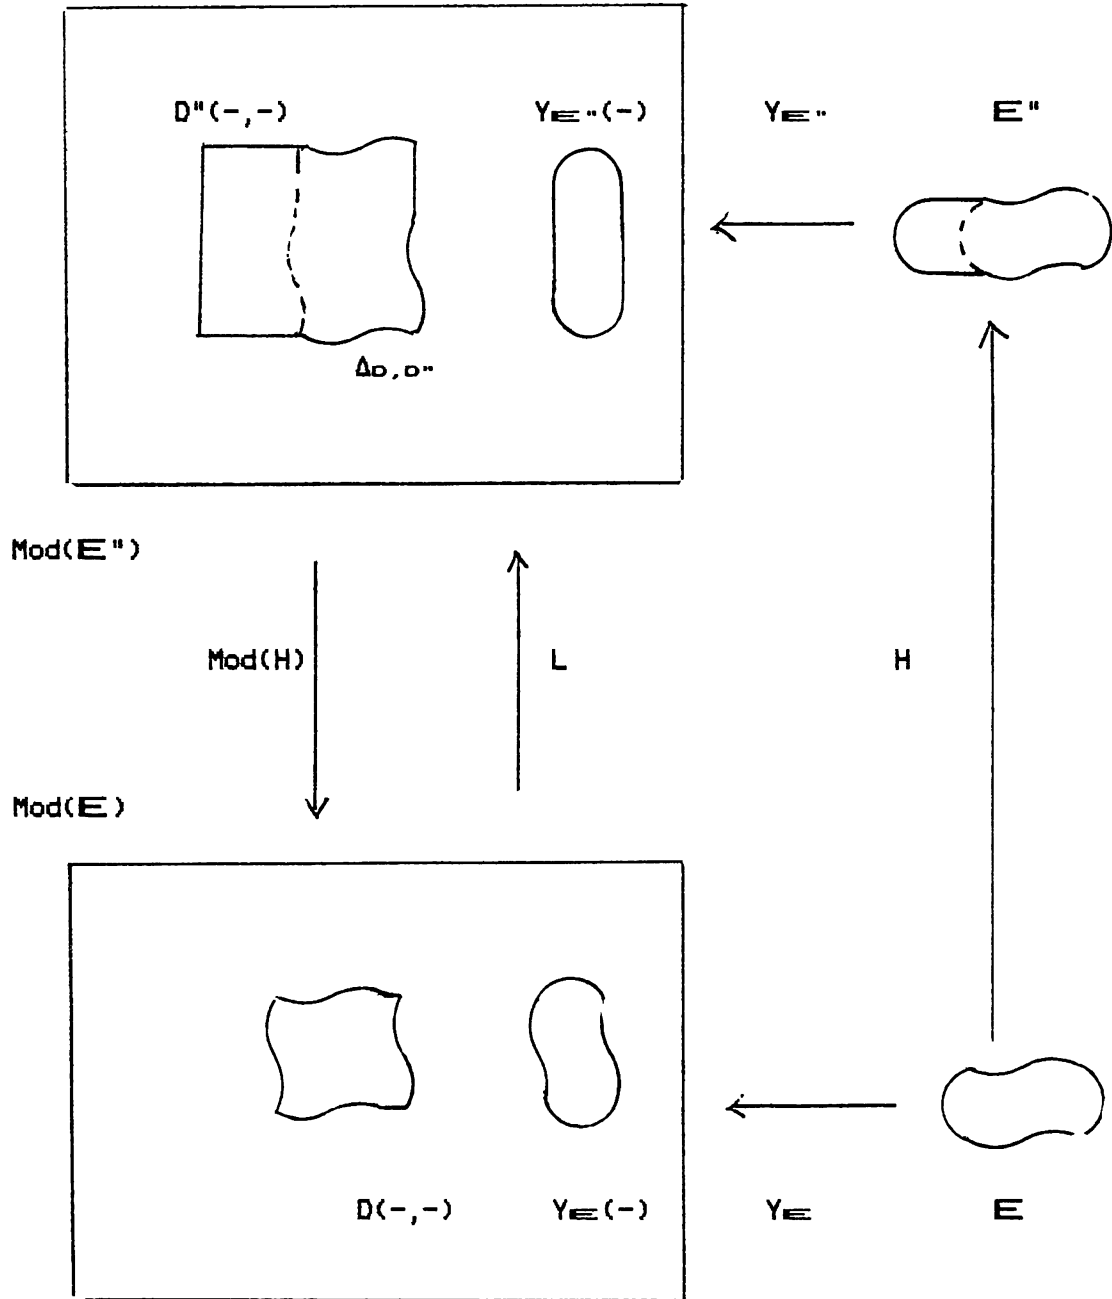 D"(-,-) Y𝔼"(-) Y𝔼" 𝔼"
ΔD,D"
Mod(𝔼")
Mod(H) L H
Mod(𝔼)
D(-,-) Y𝔼(-) Y𝔼 𝔼